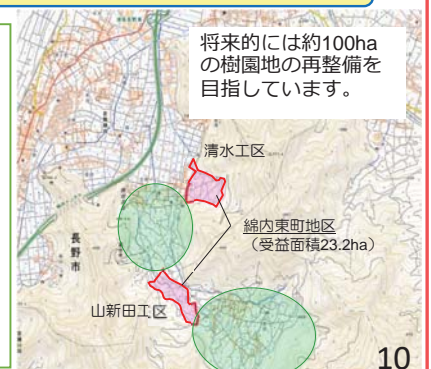 将来的には約100ha
の樹園地の再整備を
目指しています。
清水工区
綿内東町地区
（受益面積23.2ha）
長野市
山新田工区
10